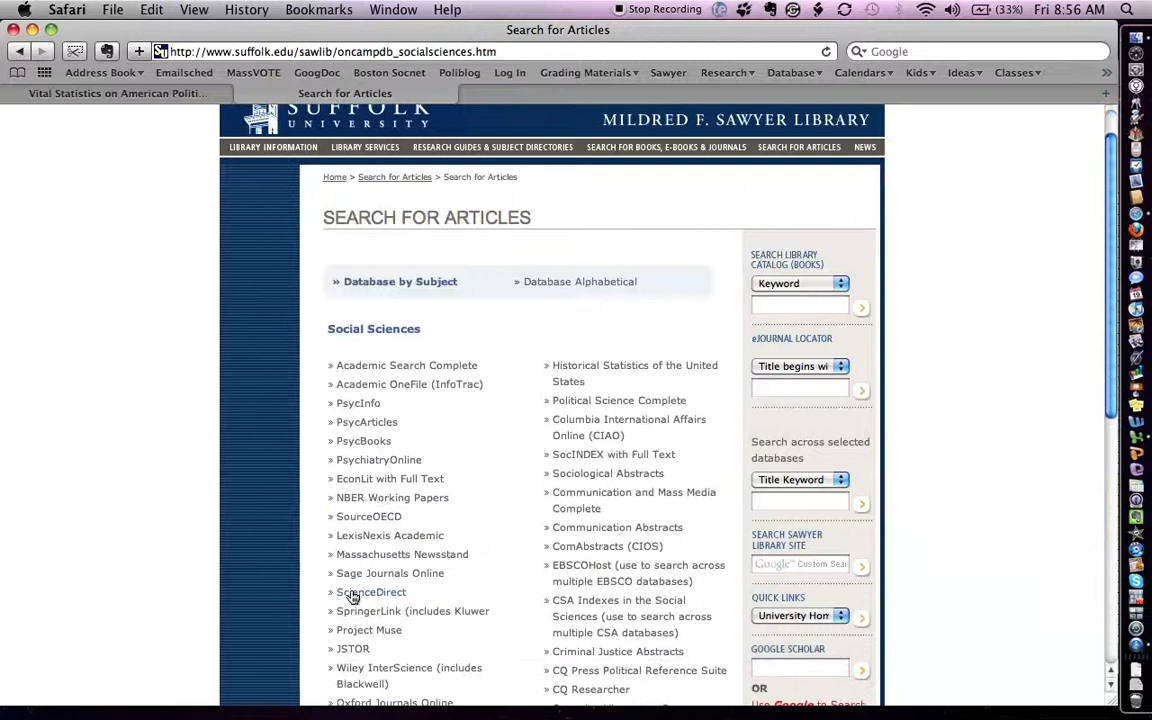 Safari File Edit View History Bookmarks Window Help Stop Recording (33%) Fri 8:56 AM
Search for Articles
http://www.suffolk.edu/sawlib/oncampdb_socialsciences.htm
Google
Address Book Emailsched MassVOTE GoogDoc Boston Socnet Poliblog Log In Grading Materials Sawyer Research Database Calendars Kids Ideas Classes
Vital Statistics on American Politi...
Search for Articles
SUFFOLK
UNIVERSITY
MILDRED F. SAWYER LIBRARY
LIBRARY INFORMATION LIBRARY SERVICES RESEARCH GUIDES & SUBJECT DIRECTORIES SEARCH FOR BOOKS, E-BOOKS & JOURNALS SEARCH FOR ARTICLES NEWS
Home > Search for Articles > Search for Articles
SEARCH FOR ARTICLES
» Database by Subject
» Database Alphabetical
Social Sciences
» Academic Search Complete
» Academic OneFile (InfoTrac)
» PsycInfo
» PsycArticles
» PsycBooks
» PsychiatryOnline
» EconLit with Full Text
» NBER Working Papers
» SourceOECD
» LexisNexis Academic
» Massachusetts Newsstand
» Sage Journals Online
» ScienceDirect
» SpringerLink (includes Kluwer
» Project Muse
» JSTOR
» Wiley InterScience (includes
Blackwell)
» Oxford Journals Online
» Historical Statistics of the United
States
» Political Science Complete
» Columbia International Affairs
Online (CIAO)
» SocINDEX with Full Text
» Sociological Abstracts
» Communication and Mass Media
Complete
» Communication Abstracts
» ComAbstracts (CIOS)
» EBSCOHost (use to search across
multiple EBSCO databases)
» CSA Indexes in the Social
Sciences (use to search across
multiple CSA databases)
» Criminal Justice Abstracts
» CQ Press Political Reference Suite
» CQ Researcher
SEARCH LIBRARY
CATALOG (BOOKS)
Keyword
eJOURNAL LOCATOR
Title begins wi
Search across selected
databases
Title Keyword
SEARCH SAWYER
LIBRARY SITE
Google™ Custom Sear
QUICK LINKS
University Hom
GOOGLE SCHOLAR
OR
Use Google to Search